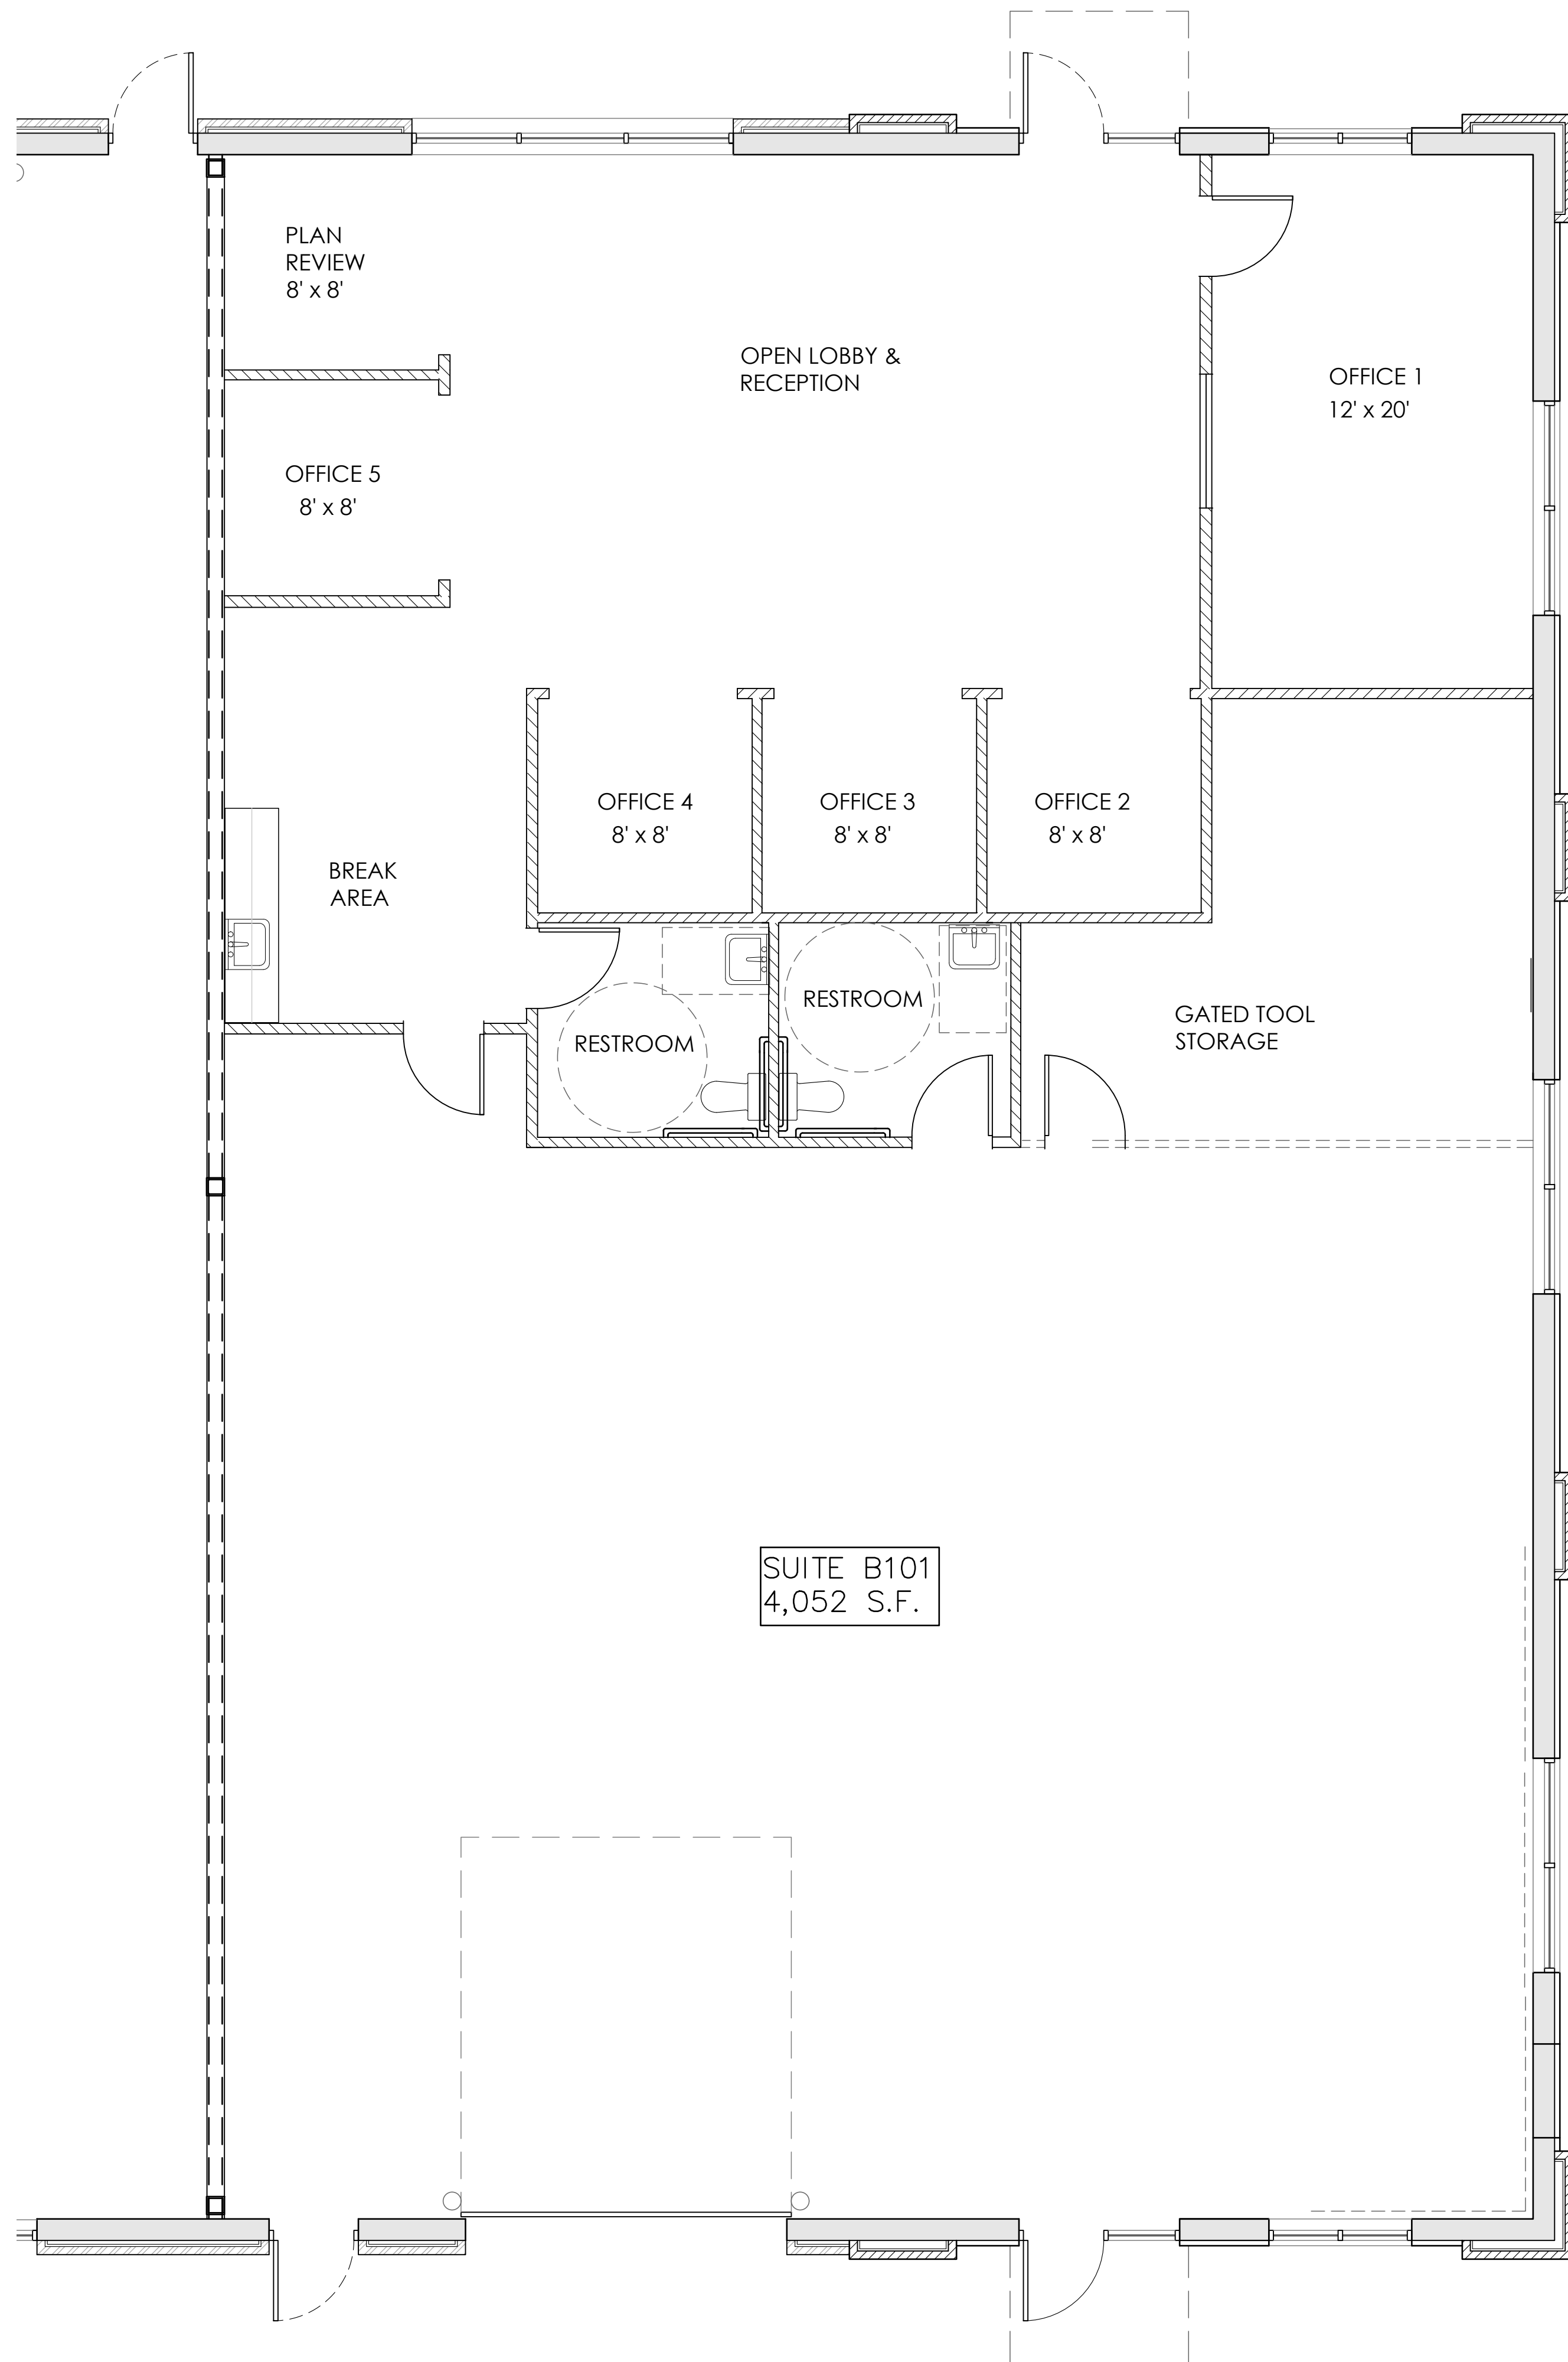 PLAN
REVIEW
8' x 8'
OPEN LOBBY &
RECEPTION
OFFICE 1
12' x 20'
OFFICE 5
8' x 8'
OFFICE 4
8' x 8'
OFFICE 3
8' x 8'
OFFICE 2
8' x 8'
BREAK
AREA
RESTROOM
RESTROOM
GATED TOOL
STORAGE
SUITE B101
4,052 S.F.